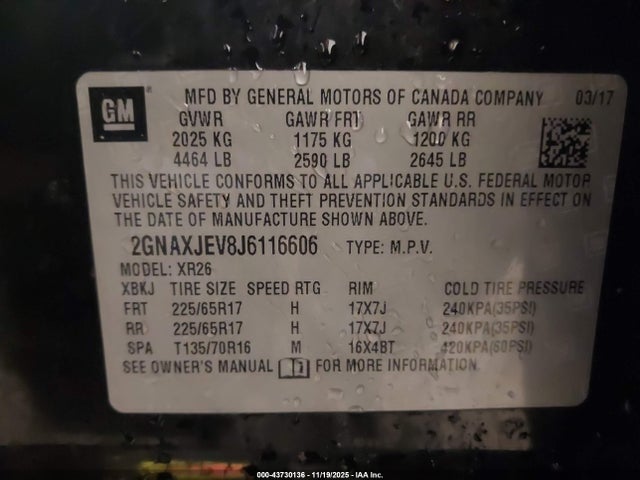 GM ®
MFD BY GENERAL MOTORS OF CANADA COMPANY 03/17
GVWR GAWR FRT GAWR RR
2025 KG 1175 KG 1200 KG
4464 LB 2590 LB 2645 LB
THIS VEHICLE CONFORMS TO ALL APPLICABLE U.S. FEDERAL MOTOR
VEHICLE SAFETY AND THEFT PREVENTION STANDARDS IN EFFECT ON
THE DATE OF MANUFACTURE SHOWN ABOVE.
2GNAXJEV8J6116606 TYPE: M.P.V.
MODEL: XR26
XBKJ TIRE SIZE SPEED RTG RIM COLD TIRE PRESSURE
FRT 225/65R17 H 17X7J 240KPA(35PSI)
RR 225/65R17 H 17X7J 240KPA(35PSI)
SPA T135/70R16 M 16X4BT 420KPA(60PSI)
SEE OWNER'S MANUAL FOR MORE INFORMATION.
000-43730136 - 11/19/2025 - IAA Inc.